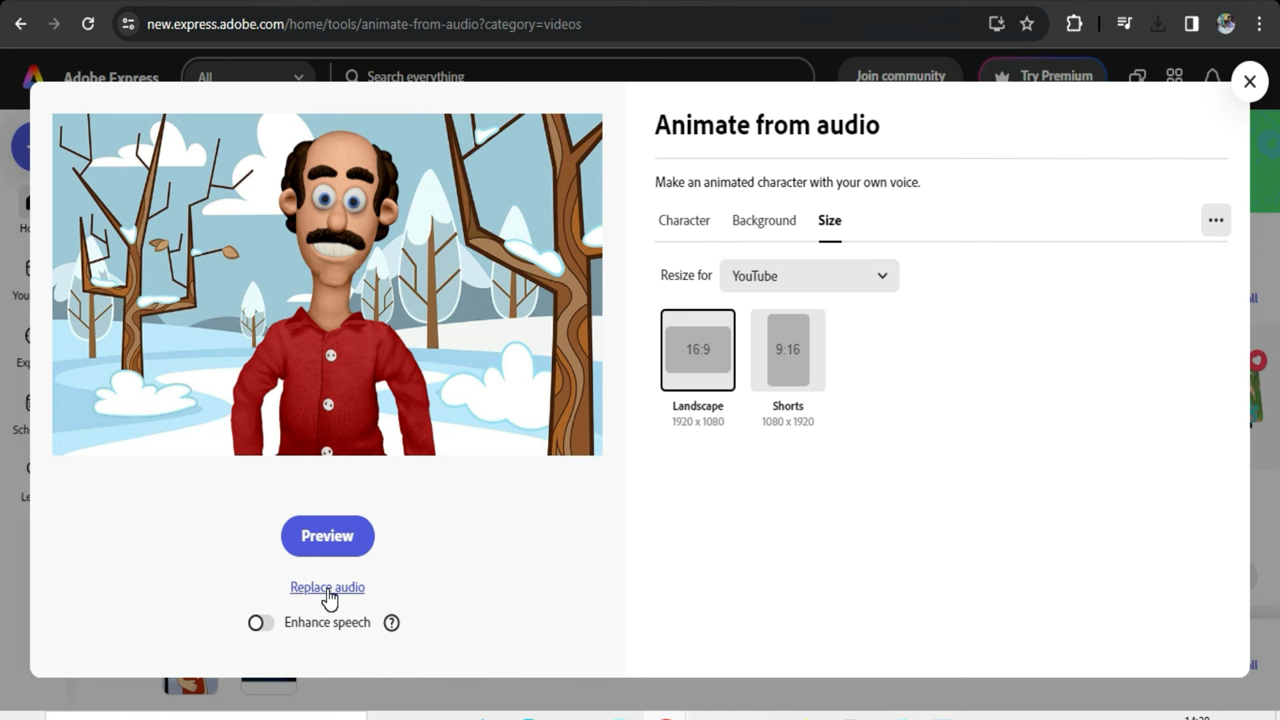 new.express.adobe.com/home/tools/animate-from-audio?category=videos
Adobe Express
All
Search everything
Join community
Try Premium
Animate from audio
Make an animated character with your own voice.
Character
Background
Size
Resize for
YouTube
16:9
9:16
Landscape
Shorts
1920 x 1080
1080 x 1920
Preview
Replace audio
Enhance speech